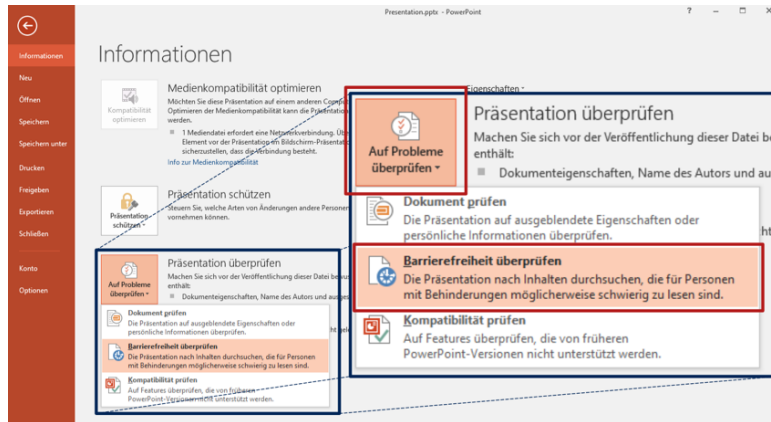 Presentation.pptx - PowerPoint
?
Informationen
Neu
Öffnen
Speichern
Speichern unter
Drucken
Freigeben
Exportieren
Schließen
Konto
Optionen
Informationen
Medienkompatibilität optimieren
Möchten Sie diese Präsentation auf einem anderen
Optimieren der Medienkompatibilität kann die
werden.
1 Mediendatei erfordert eine Netzwerkverbindung.
Element vor der Präsentation im
sicherzustellen, dass die Verbindung besteht.
Info zur Medienkompatibilität
Kompatibilität
optimieren
Präsentation schützen
Steuern Sie, welche Arten von Änderungen andere Personen
vornehmen können.
Präsentation
schützen
Präsentation überprüfen
Machen Sie sich vor der Veröffentlichung dieser Datei
enthält:
Dokumenteigenschaften, Name des Autors und
Auf Probleme
überprüfen
Dokument prüfen
Die Präsentation auf ausgeblendete Eigenschaften oder
persönliche Informationen überprüfen.
Barrierefreiheit überprüfen
Die Präsentation nach Inhalten durchsuchen, die für Personen
mit Behinderungen möglicherweise schwierig zu lesen sind.
Kompatibilität prüfen
Auf Features überprüfen, die von früheren
PowerPoint-Versionen nicht unterstützt werden.
Eigenschaften
Auf Probleme
überprüfen
Präsentation überprüfen
Machen Sie sich vor der Veröffentlichung dieser Datei be
enthält:
Dokumenteigenschaften, Name des Autors und au
Dokument prüfen
Die Präsentation auf ausgeblendete Eigenschaften oder
persönliche Informationen überprüfen.
Barrierefreiheit überprüfen
Die Präsentation nach Inhalten durchsuchen, die für Personen
mit Behinderungen möglicherweise schwierig zu lesen sind.
Kompatibilität prüfen
Auf Features überprüfen, die von früheren
PowerPoint-Versionen nicht unterstützt werden.